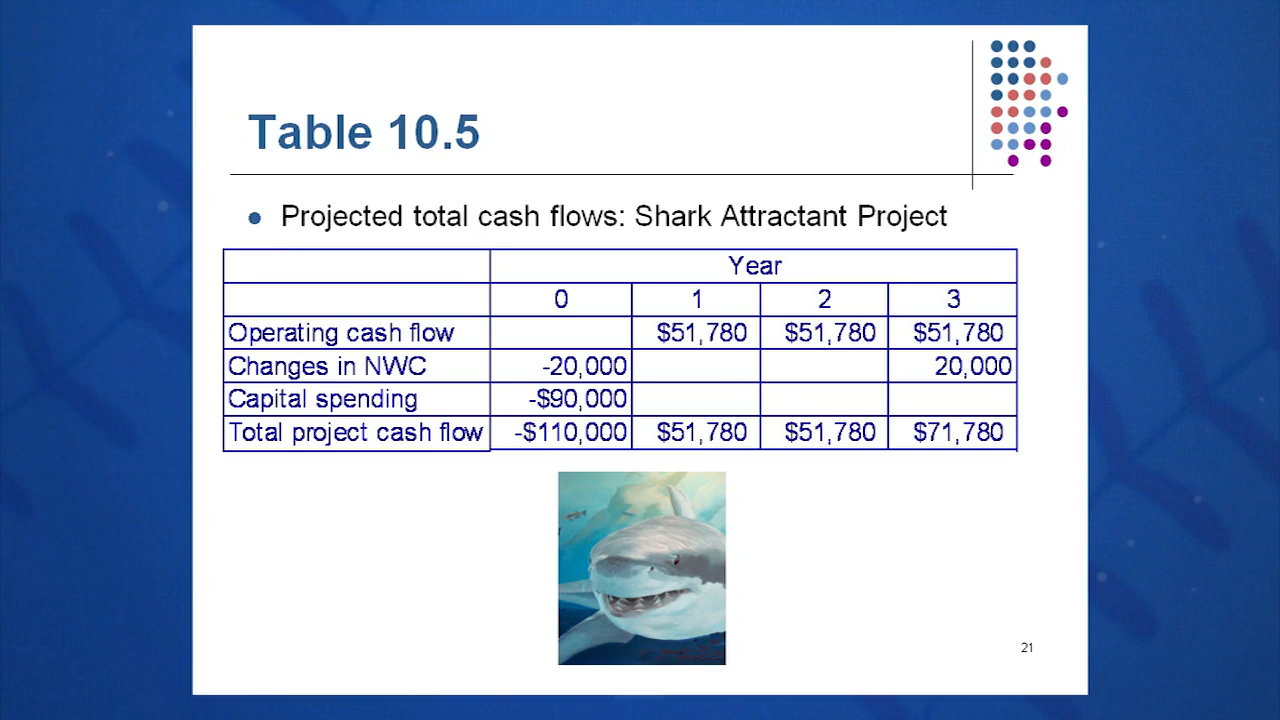 Table 10.5
● Projected total cash flows: Shark Attractant Project
Year
0 1 2 3
Operating cash flow $51,780 $51,780 $51,780
Changes in NWC -20,000 20,000
Capital spending -$90,000
Total project cash flow -$110,000 $51,780 $51,780 $71,780
21